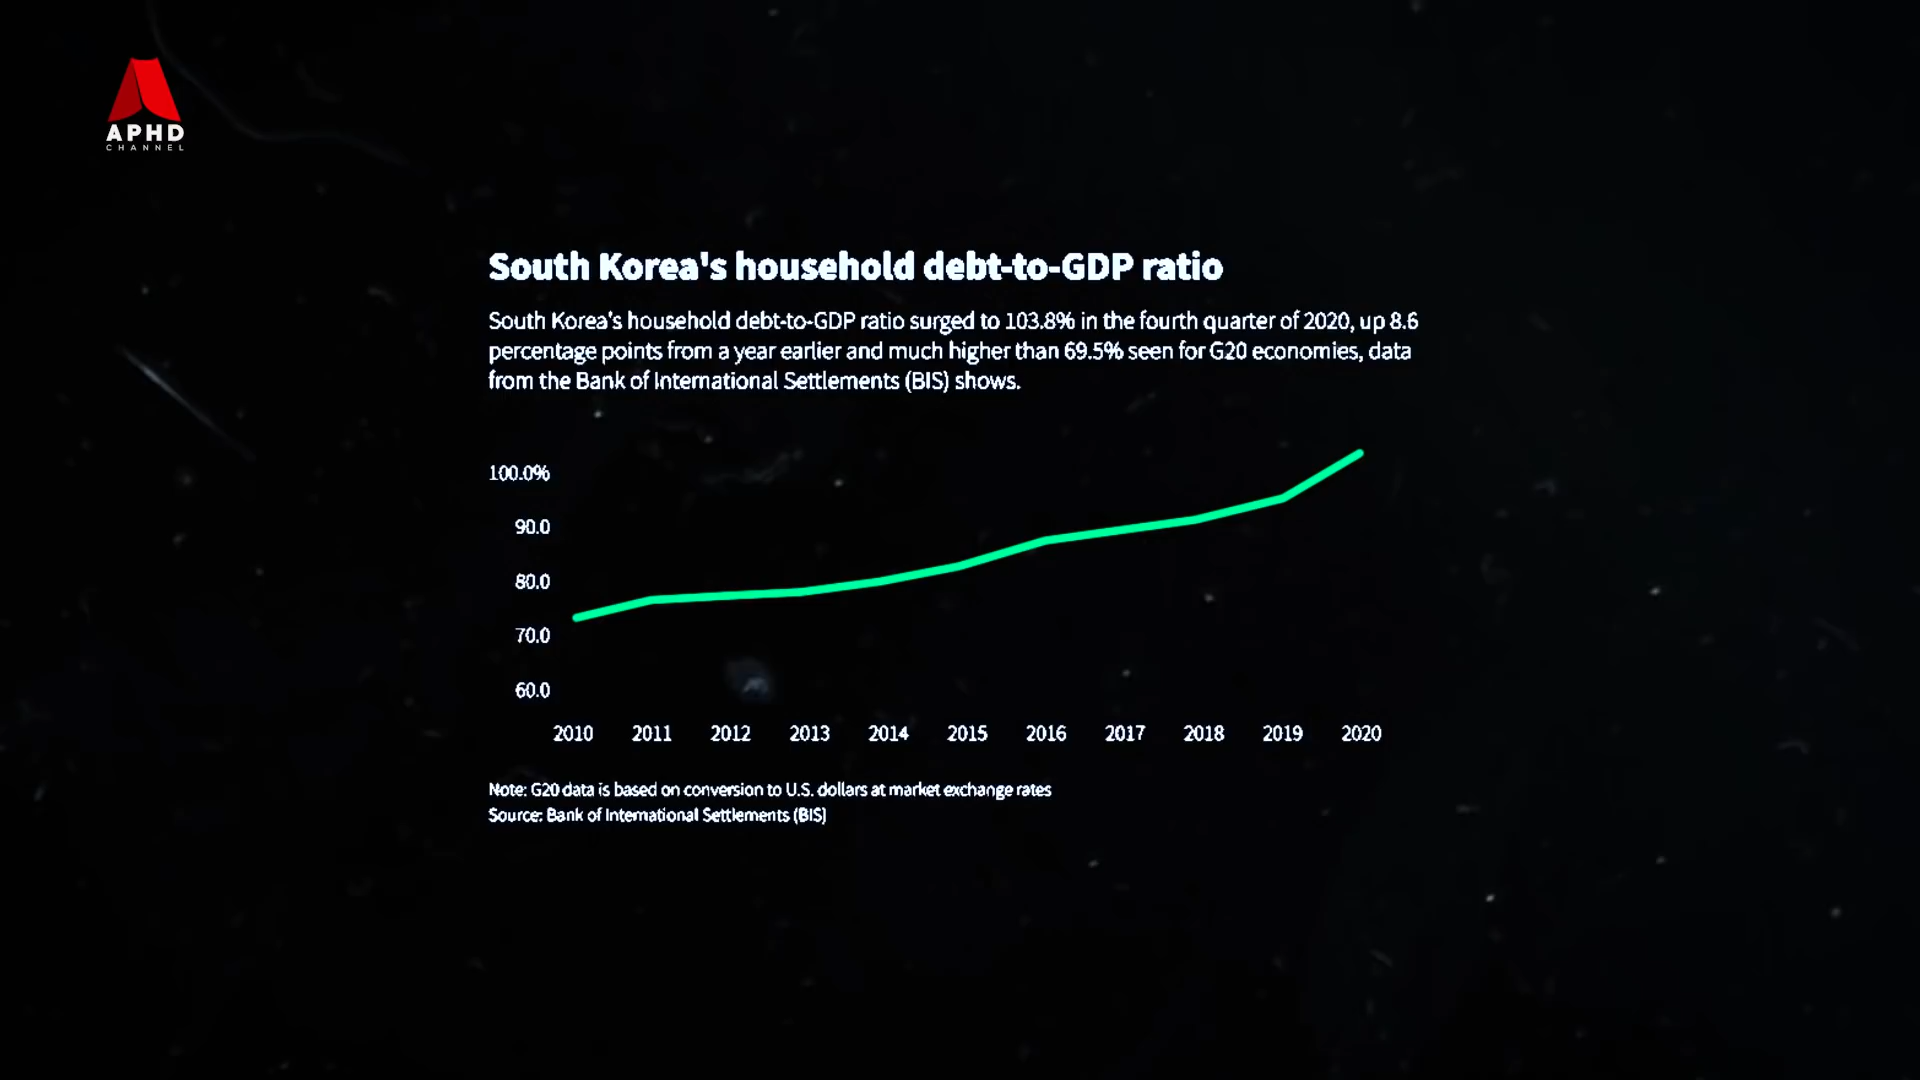 APHD
CHANNEL
South Korea's household debt-to-GDP ratio
South Korea's household debt-to-GDP ratio surged to 103.8% in the fourth quarter of 2020, up 8.6
percentage points from a year earlier and much higher than 69.5% seen for G20 economies, data
from the Bank of International Settlements (BIS) shows.
100.0%
90.0
80.0
70.0
60.0
2010 2011 2012 2013 2014 2015 2016 2017 2018 2019 2020
Note: G20 data is based on conversion to U.S. dollars at market exchange rates
Source: Bank of International Settlements (BIS)